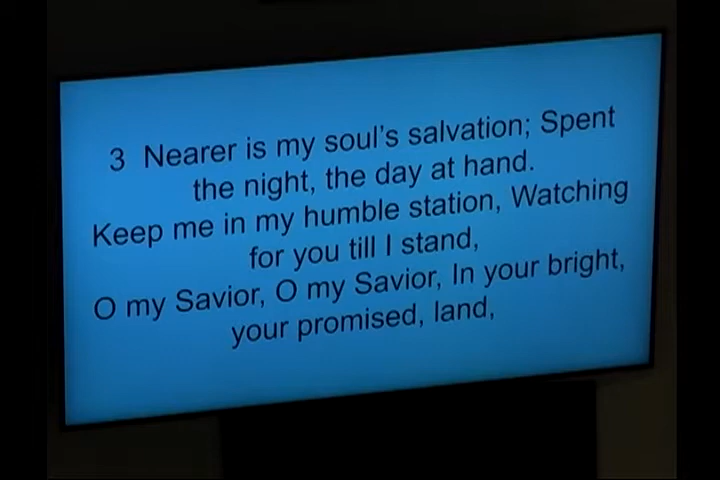 3 Nearer is my soul's salvation; Spent
the night, the day at hand.
Keep me in my humble station, Watching
for you till I stand,
O my Savior, O my Savior, In your bright,
your promised, land,